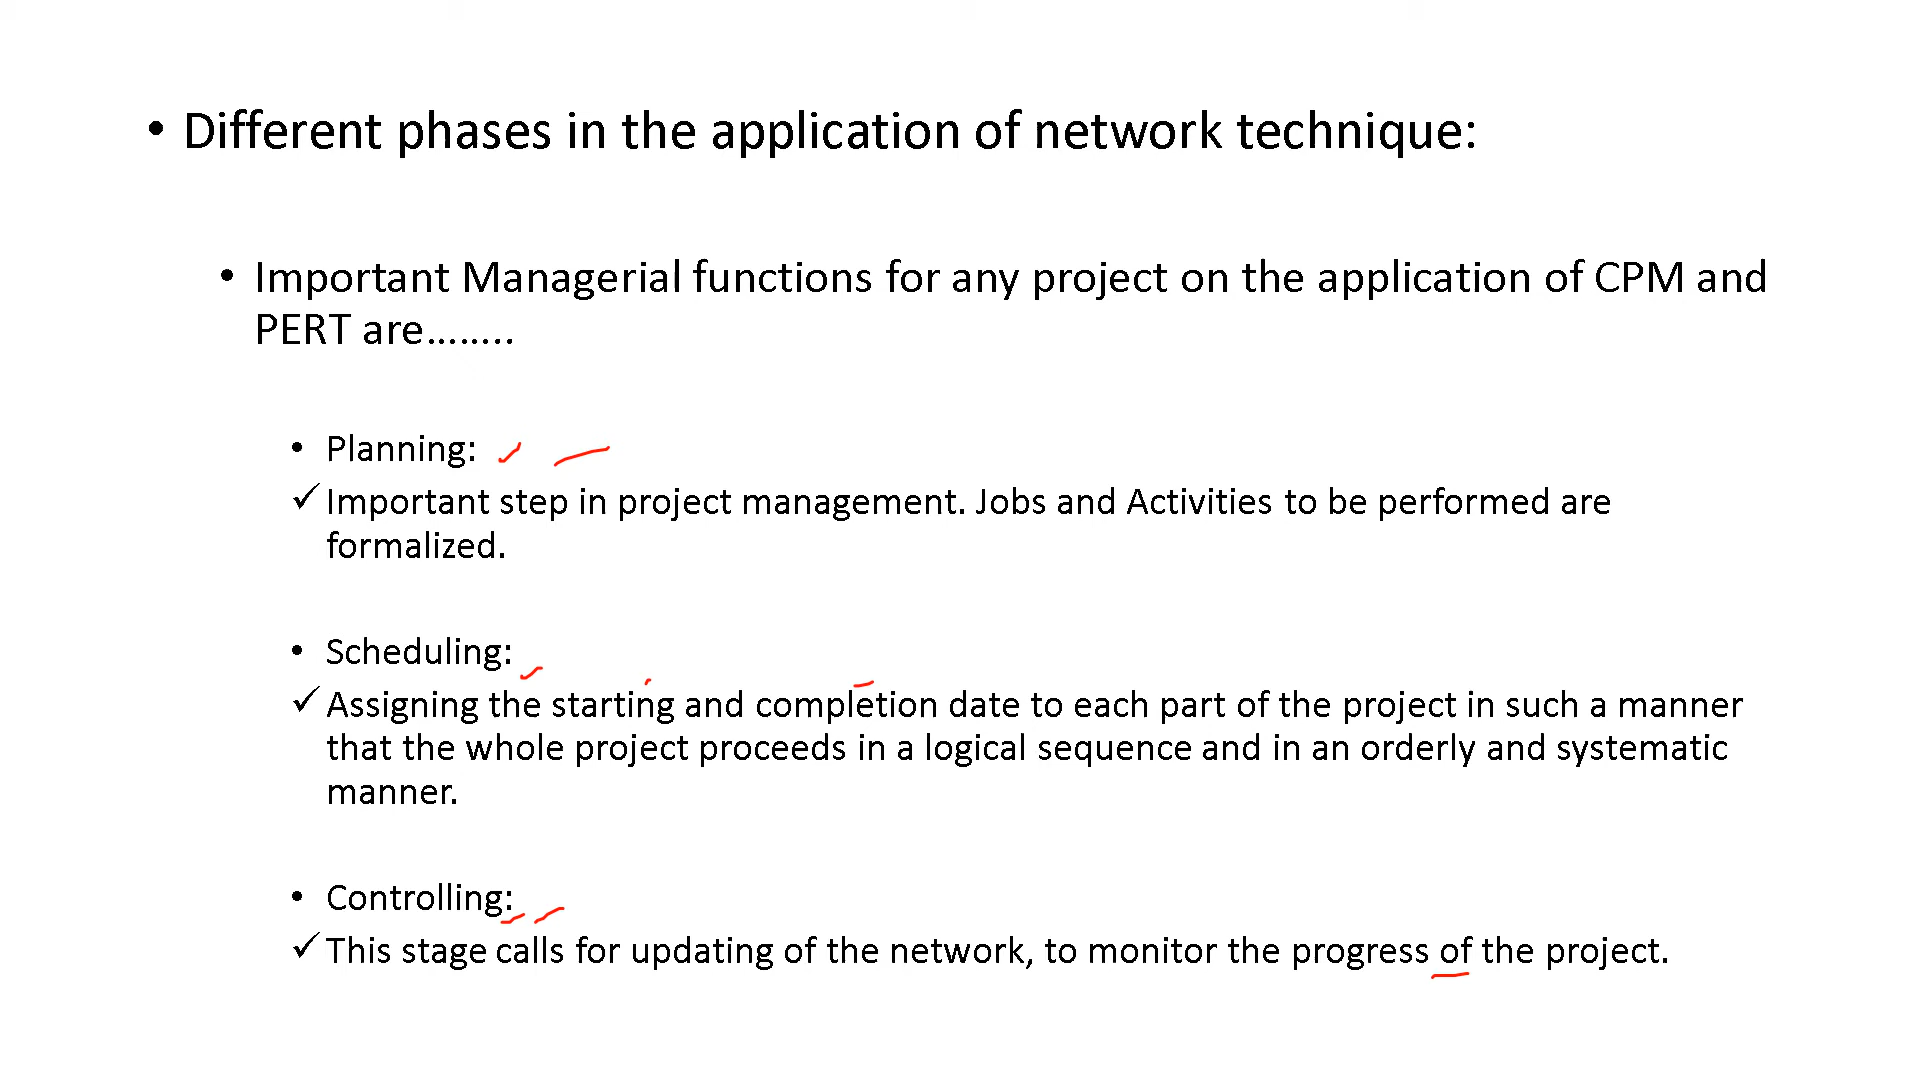 • Different phases in the application of network technique:
• Important Managerial functions for any project on the application of CPM and
PERT are……..
• Planning:
✓ Important step in project management. Jobs and Activities to be performed are
formalized.
• Scheduling:
✓ Assigning the starting and completion date to each part of the project in such a manner
that the whole project proceeds in a logical sequence and in an orderly and systematic
manner.
• Controlling:
✓ This stage calls for updating of the network, to monitor the progress of the project.